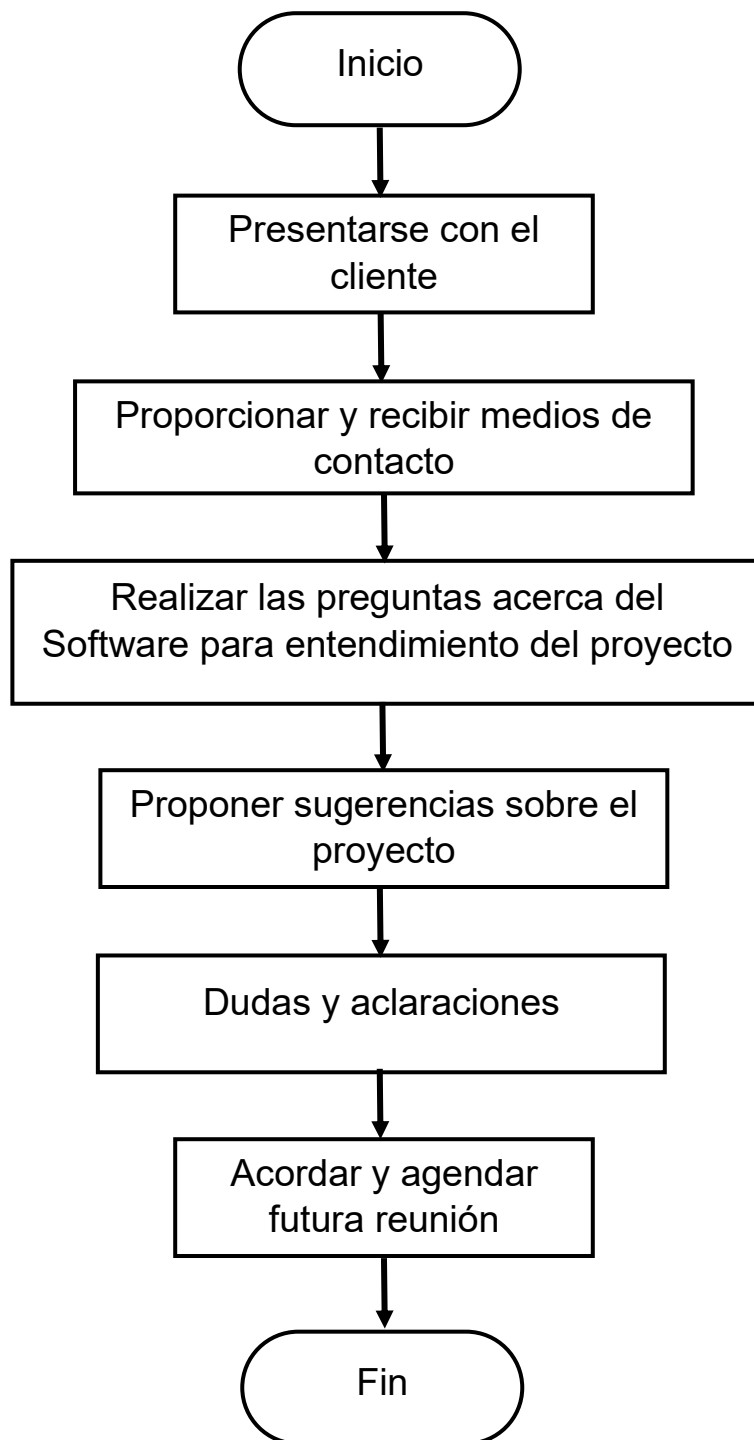 Inicio
Presentarse con el
cliente
Proporcionar y recibir medios de
contacto
Realizar las preguntas acerca del
Software para entendimiento del proyecto
Proponer sugerencias sobre el
proyecto
Dudas y aclaraciones
Acordar y agendar
futura reunión
Fin